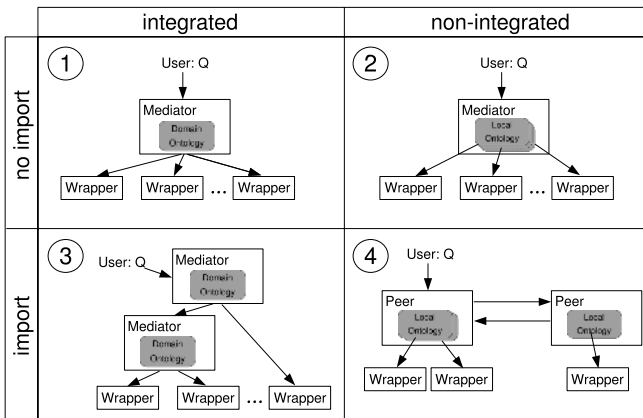 integrated
non-integrated
no import
1
User: Q
Mediator
Domain
Ontology
Wrapper
Wrapper
...
Wrapper
2
User: Q
Mediator
Local
Ontology
Wrapper
Wrapper
...
Wrapper
import
3
User: Q
Mediator
Domain
Ontology
Mediator
Domain
Ontology
Wrapper
Wrapper
...
Wrapper
4
User: Q
Peer
Local
Ontology
Peer
Local
Ontology
Wrapper
Wrapper
Wrapper